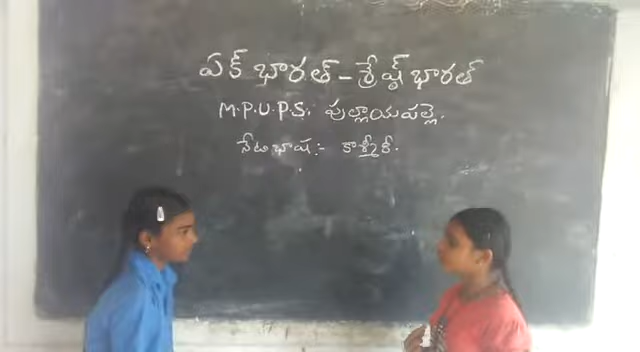 ఏక్ భారత్ - శ్రేష్ఠ్ భారత్
M.P.U.P.S. పుల్లాయపల్లె.
నేటి భాష :- కాశ్మీరీ.